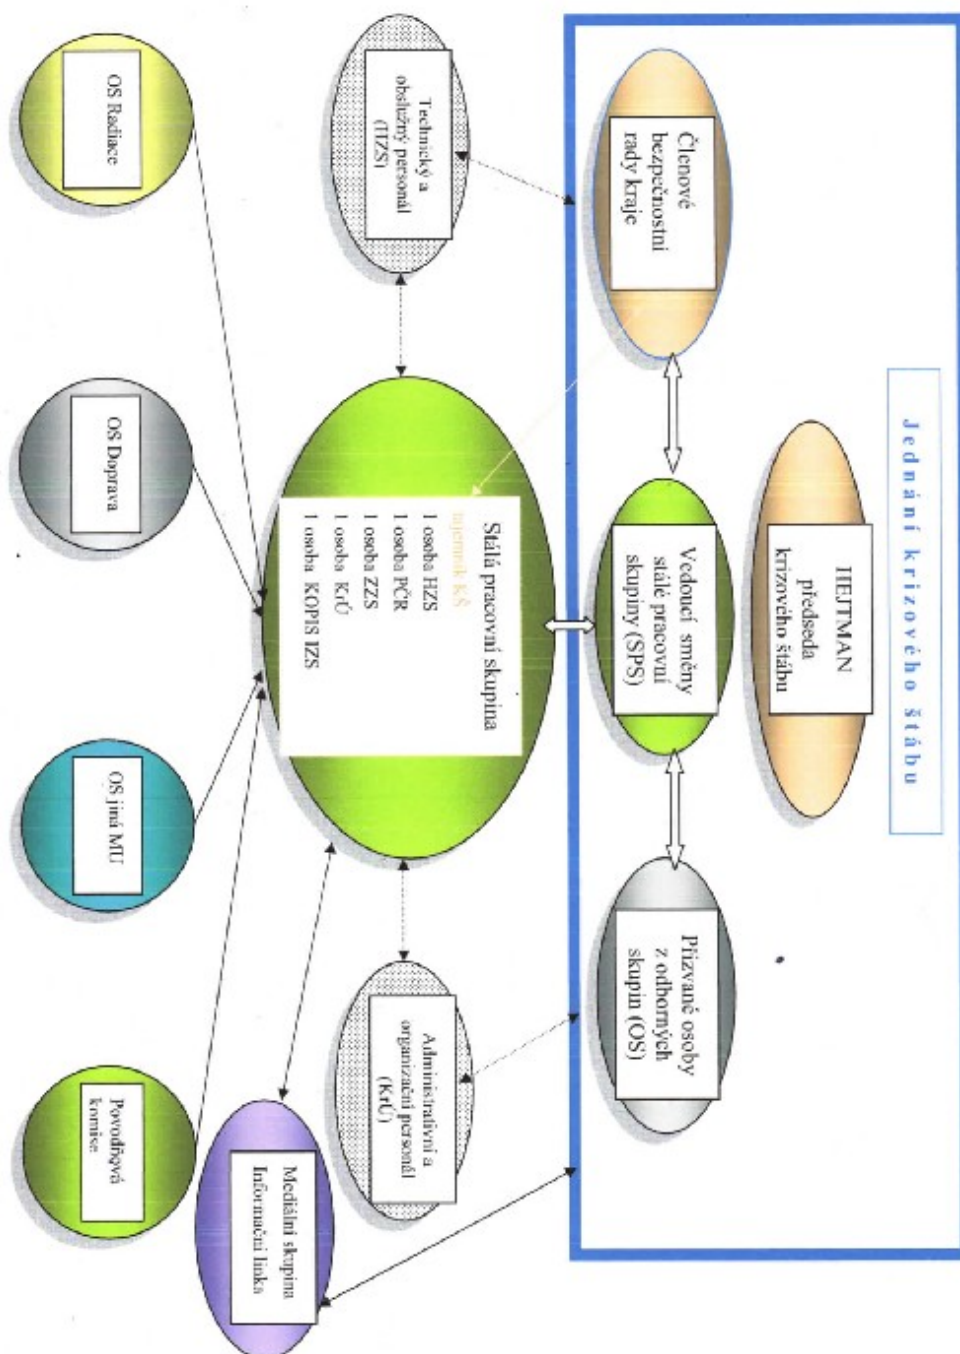 Jednání krizového štábu
HEJTMAN
předseda
krizového štábu
Členové
bezpečnostní
rady kraje
Vedoucí směny
stálé pracovní
skupiny (SPS)
Přizvané osoby
z odborných
skupin (OS)
Technický a
obslužný personál
(HZS)
Stálá pracovní skupina
tajemník KŠ
1 osoba HZS
1 osoba PČR
1 osoba ZZS
1 osoba KrÚ
1 osoba KOPIS IZS
Administrativní a
organizační personál
(KrÚ)
Mediální skupina
Informační linka
OS Radiace
OS Doprava
OS jiná MU
Povodňová
komise